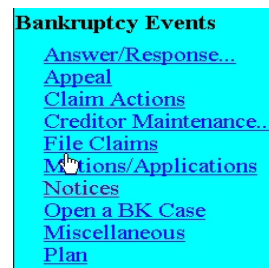 Bankruptcy Events
Answer/Response...
Appeal
Claim Actions
Creditor Maintenance..
File Claims
Motions/Applications
Notices
Open a BK Case
Miscellaneous
Plan